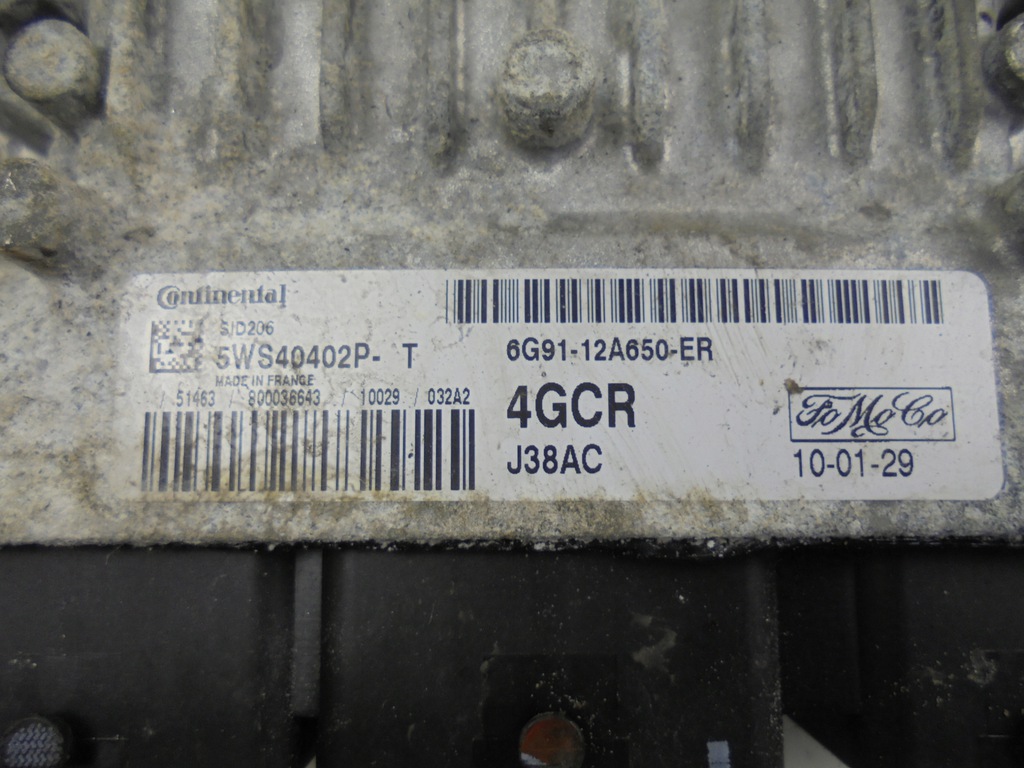 Continental
SID206
5WS40402P- T
MADE IN FRANCE
/ 51463 / 800036643 / 10029 / 032A2
6G91-12A650-ER
4GCR
J38AC
FoMoCo
10-01-29